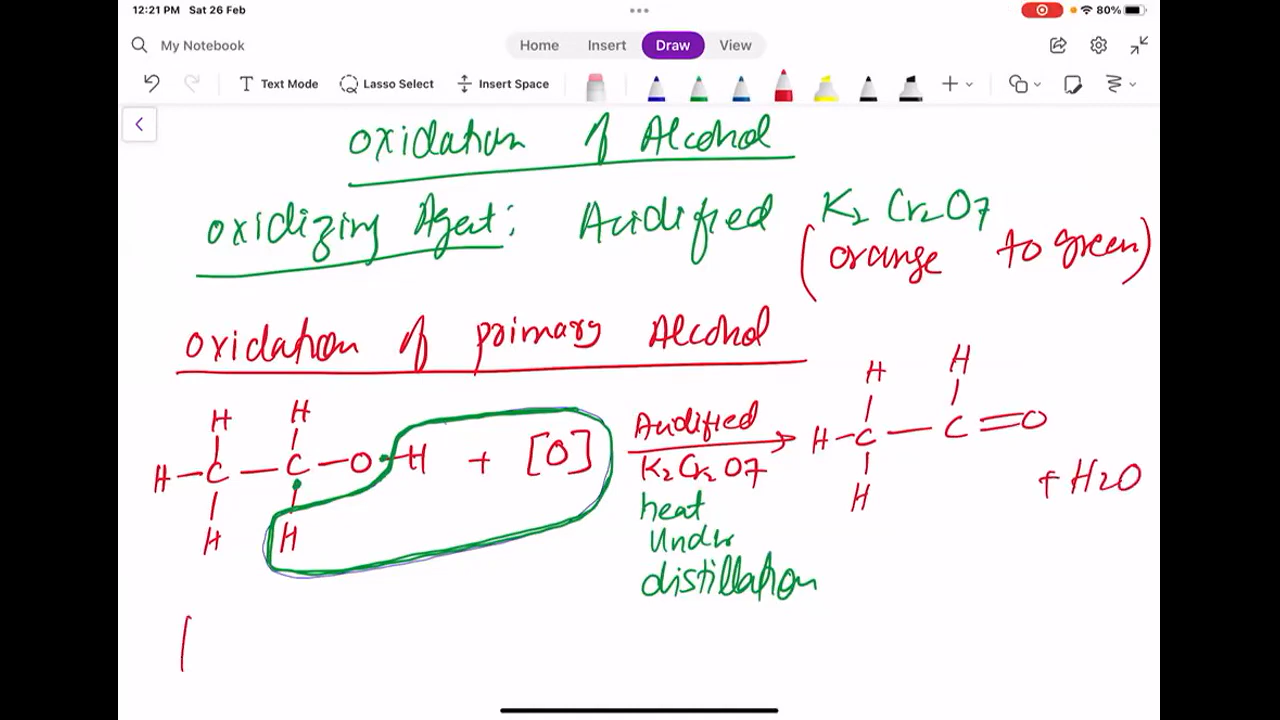 12:21 PM Sat 26 Feb
80%
My Notebook
Home Insert Draw View
Text Mode Lasso Select Insert Space
Oxidation of Alcohol
Oxidizing Agent: Acidified K2 Cr2O7
(orange to green)
Oxidation of primary Alcohol
H H
H-C-C-O-H + [O]
H H
Acidified
K2Cr2O7
heat
Under
distillation
H H
H-C-C=O
H
+ H2O